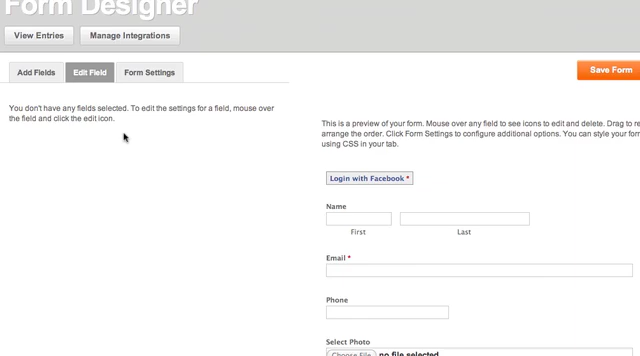 Form Designer
View Entries
Manage Integrations
Add Fields
Edit Field
Form Settings
Save Form
You don't have any fields selected. To edit the settings for a field, mouse over
the field and click the edit icon.
This is a preview of your form. Mouse over any field to see icons to edit and delete. Drag to re
arrange the order. Click Form Settings to configure additional options. You can style your form
using CSS in your tab.
Login with Facebook *
Name
First
Last
Email *
Phone
Select Photo
Choose File no file selected